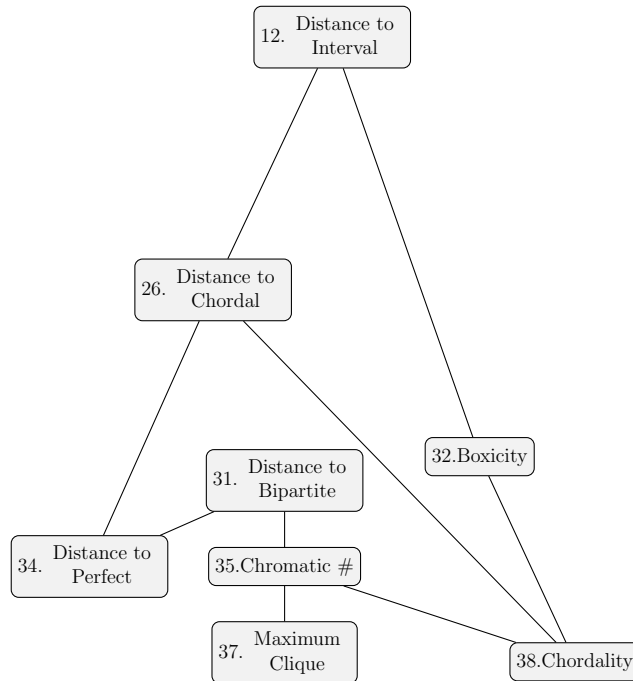 12. Distance to
Interval
26. Distance to
Chordal
32.Boxicity
31. Distance to
Bipartite
34. Distance to
Perfect
35.Chromatic #
37. Maximum
Clique
38.Chordality